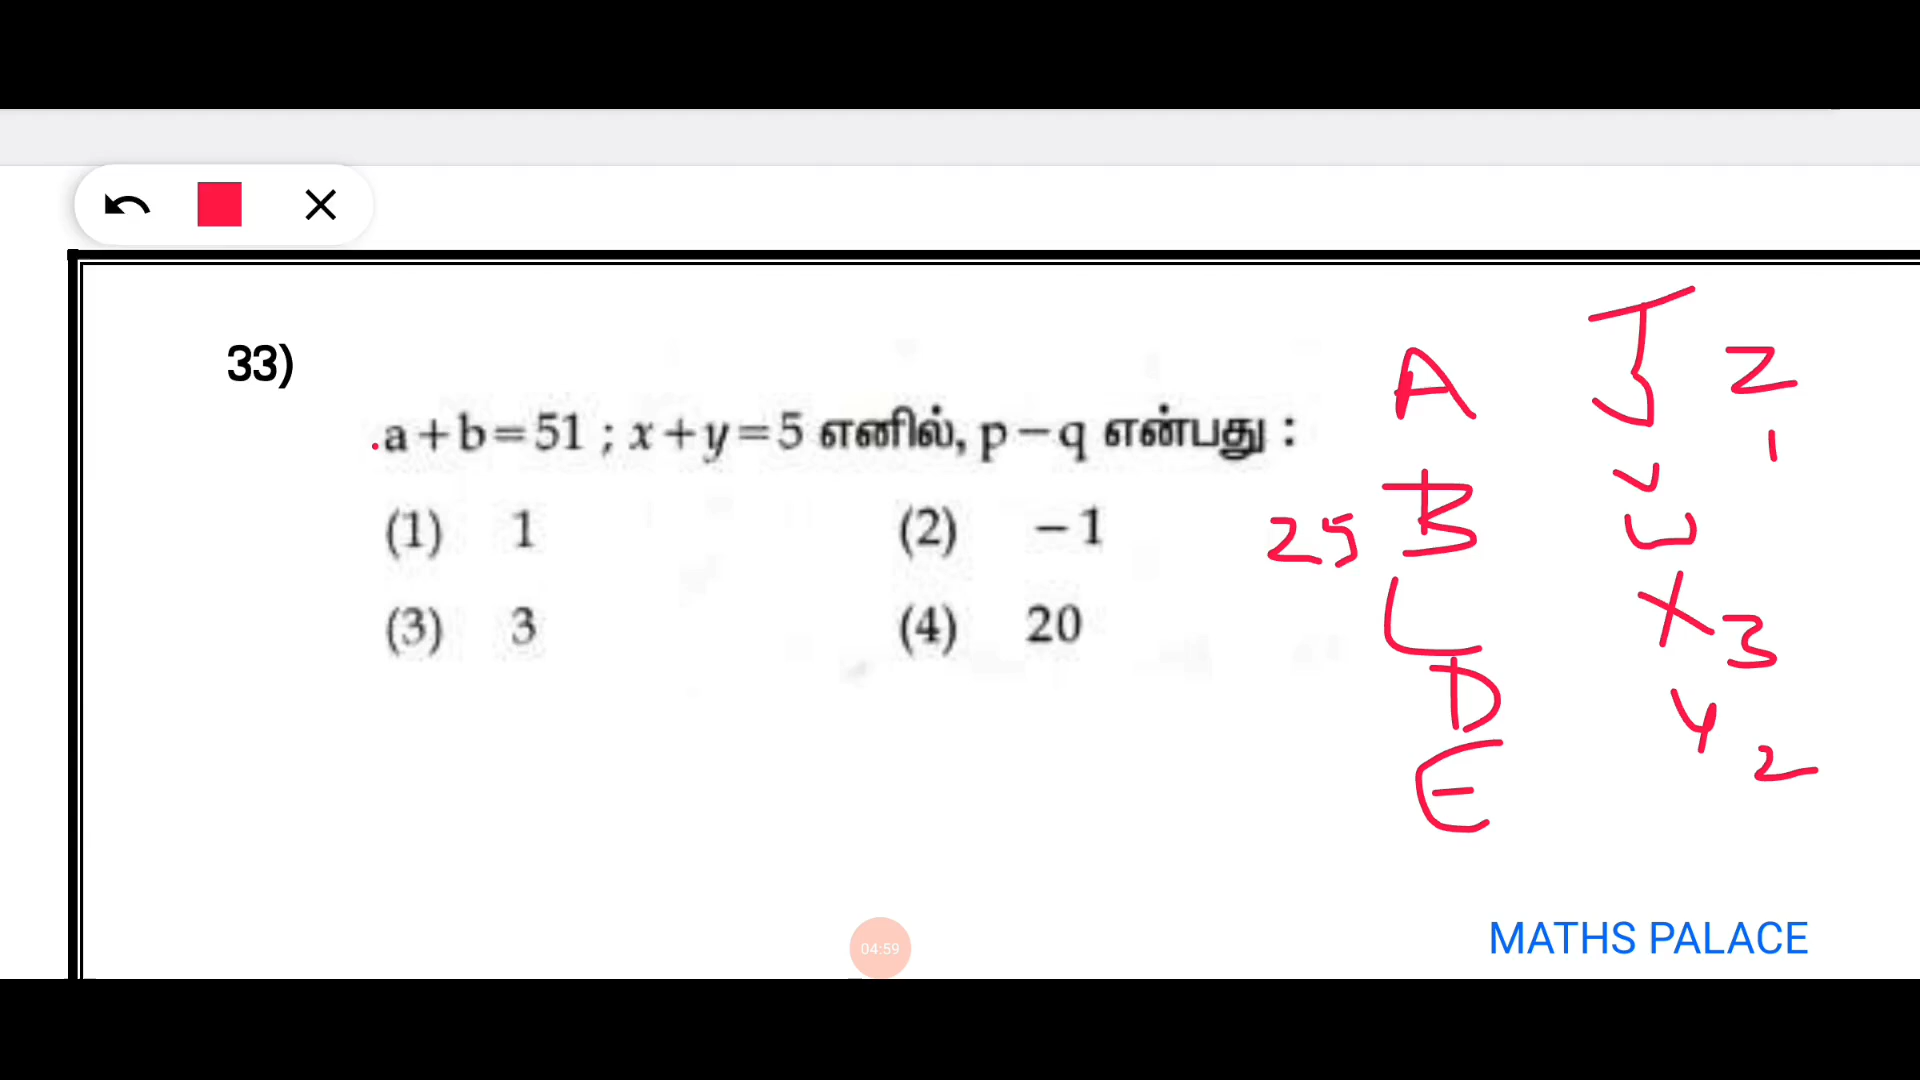 33)
.a + b = 51 ; x + y = 5 எனில், p − q என்பது :
(1) 1 (2) − 1
(3) 3 (4) 20
A Z
1
25 B
C X 3
D Y 2
E
04:59
MATHS PALACE